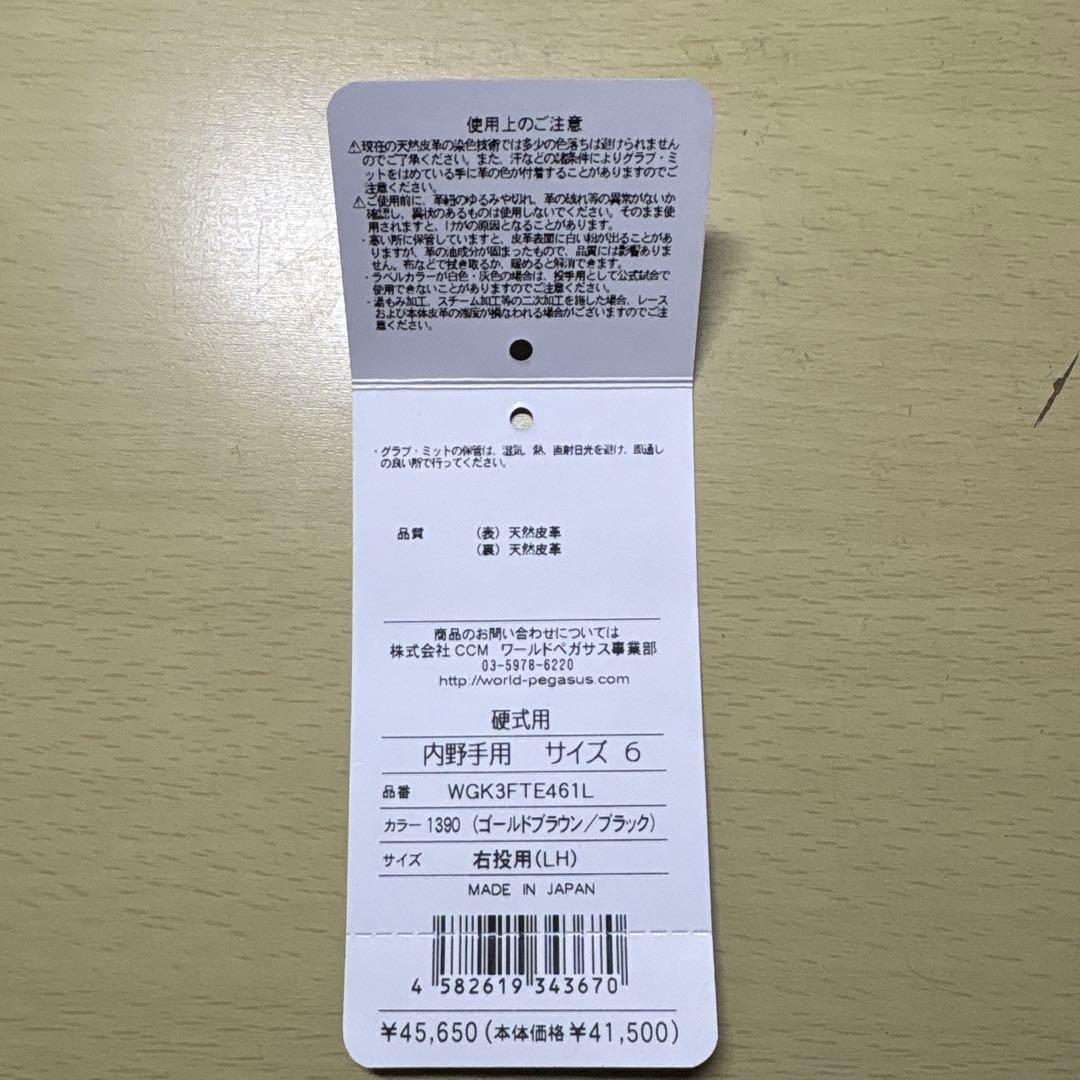 使用上のご注意
⚠現在の天然皮革の染色技術では多少の色落ちは避けられません
のでご了承ください。また、汗などの諸条件によりグラブ・ミ
ットをはめている手に革の色が付着することがありますのでご
注意ください。
⚠ご使用前に、革紐のゆるみや切れ、革の破れ等の異常がないか
確認し、異状のあるものは使用しないでください。そのまま使
用されますと、けがの原因となることがあります。
・寒い所に保管していますと、皮革表面に白い粉が出ることがあ
りますが、革の油成分が固まったもので、品質には影響ありま
せん。布などで拭き取るか、暖めると解消できます。
・ラベルカラーが白色・灰色の場合は、投手用として公式試合で
使用できないことがありますのでご注意ください。
・湯もみ加工、スチーム加工等の二次加工を施した場合、レース
および本体皮革の強度が損なわれる場合がございますのでご注
意ください。
・グラブ・ミットの保管は、湿気、熱、直射日光を避け、風通し
の良い所で行ってください。
品質 (表) 天然皮革
(裏) 天然皮革
商品のお問い合わせについては
株式会社CCM ワールドペガサス事業部
03-5978-6220
http://world-pegasus.com
硬式用
内野手用 サイズ 6
品番 WGK3FTE461L
カラー 1390 (ゴールドブラウン/ブラック)
サイズ 右投用(LH)
MADE IN JAPAN
4 582619 343670
¥45,650(本体価格 ¥41,500)